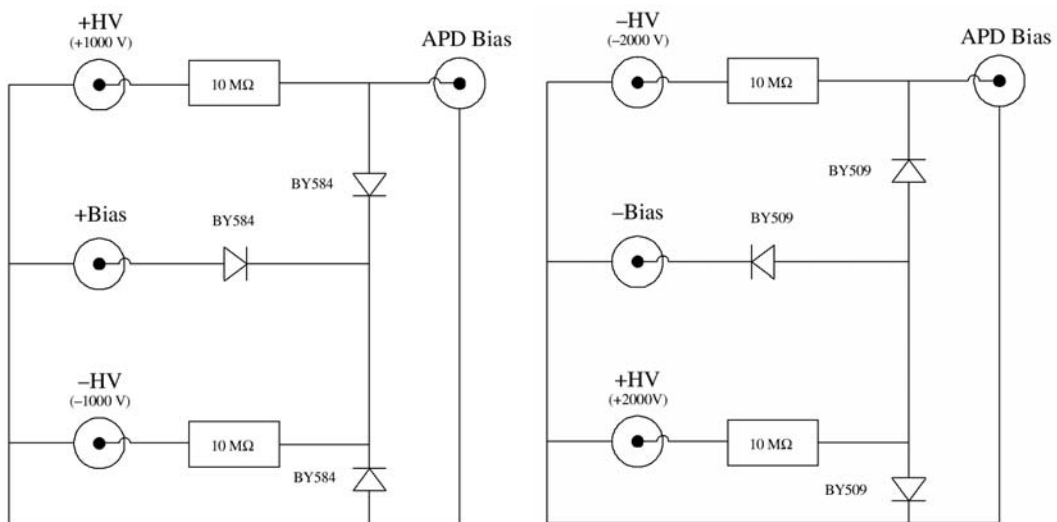 +HV
(+1000 V)
10 MΩ
APD Bias
BY584
+Bias
BY584
−HV
(−1000 V)
10 MΩ
BY584
−HV
(−2000 V)
10 MΩ
APD Bias
BY509
−Bias
BY509
+HV
(+2000V)
10 MΩ
BY509